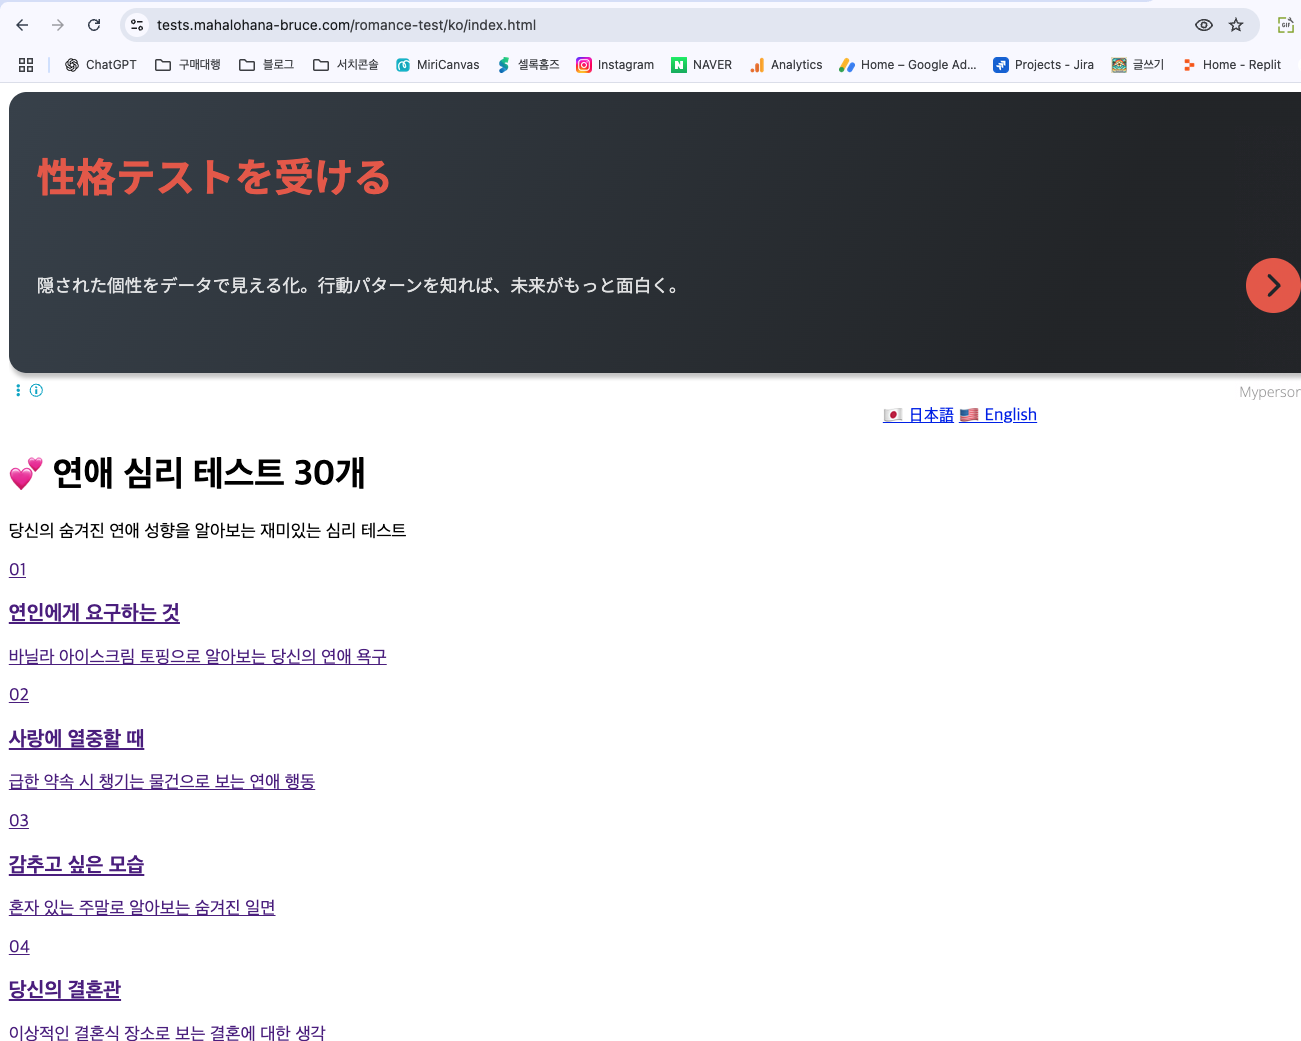 tests.mahalohana-bruce.com/romance-test/ko/index.html
GIF
ChatGPT 구매대행 블로그 서치콘솔 MiriCanvas 셀록홈즈 Instagram NAVER Analytics Home – Google Ad... Projects - Jira 글쓰기 Home - Replit
性格テストを受ける
隠された個性をデータで見える化。行動パターンを知れば、未来がもっと面白く。
Myperson
日本語 English
연애 심리 테스트 30개
당신의 숨겨진 연애 성향을 알아보는 재미있는 심리 테스트
01
연인에게 요구하는 것
바닐라 아이스크림 토핑으로 알아보는 당신의 연애 욕구
02
사랑에 열중할 때
급한 약속 시 챙기는 물건으로 보는 연애 행동
03
감추고 싶은 모습
혼자 있는 주말로 알아보는 숨겨진 일면
04
당신의 결혼관
이상적인 결혼식 장소로 보는 결혼에 대한 생각